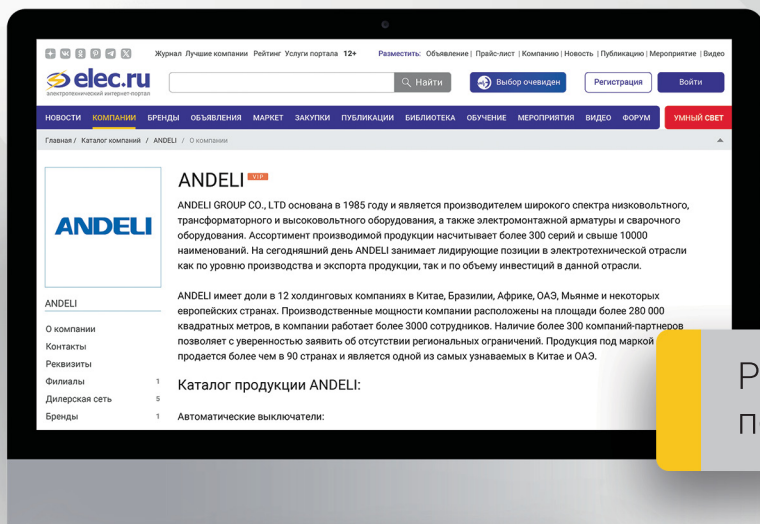 Журнал Лучшие компании Рейтинг Услуги портала 12+ Разместить: Объявление | Прайс-лист | Компанию | Новость | Публикацию | Мероприятие | Видео
elec.ru
электротехнический интернет-портал
Найти
Выбор очевиден
Регистрация
Войти
НОВОСТИ КОМПАНИИ БРЕНДЫ ОБЪЯВЛЕНИЯ МАРКЕТ ЗАКУПКИ ПУБЛИКАЦИИ БИБЛИОТЕКА ОБУЧЕНИЕ МЕРОПРИЯТИЯ ВИДЕО ФОРУМ УМНЫЙ СВЕТ
Главная / Каталог компаний / ANDELI / О компании
ANDELI
ANDELI VIP
ANDELI GROUP CO., LTD основана в 1985 году и является производителем широкого спектра низковольтного,
трансформаторного и высоковольтного оборудования, а также электромонтажной арматуры и сварочного
оборудования. Ассортимент производимой продукции насчитывает более 300 серий и свыше 10000
наименований. На сегодняшний день ANDELI занимает лидирующие позиции в электротехнической отрасли
как по уровню производства и экспорта продукции, так и по объему инвестиций в данной отрасли.
ANDELI имеет доли в 12 холдинговых компаниях в Китае, Бразилии, Африке, ОАЭ, Мьянме и некоторых
европейских странах. Производственные мощности компании расположены на площади более 280 000
квадратных метров, в компании работает более 3000 сотрудников. Наличие более 300 компаний-партнеров
позволяет с уверенностью заявить об отсутствии региональных ограничений. Продукция под маркой
продается более чем в 90 странах и является одной из самых узнаваемых в Китае и ОАЭ.
Каталог продукции ANDELI:
Автоматические выключатели:
ANDELI
О компании
Контакты
Реквизиты
Филиалы 1
Дилерская сеть 5
Бренды 1